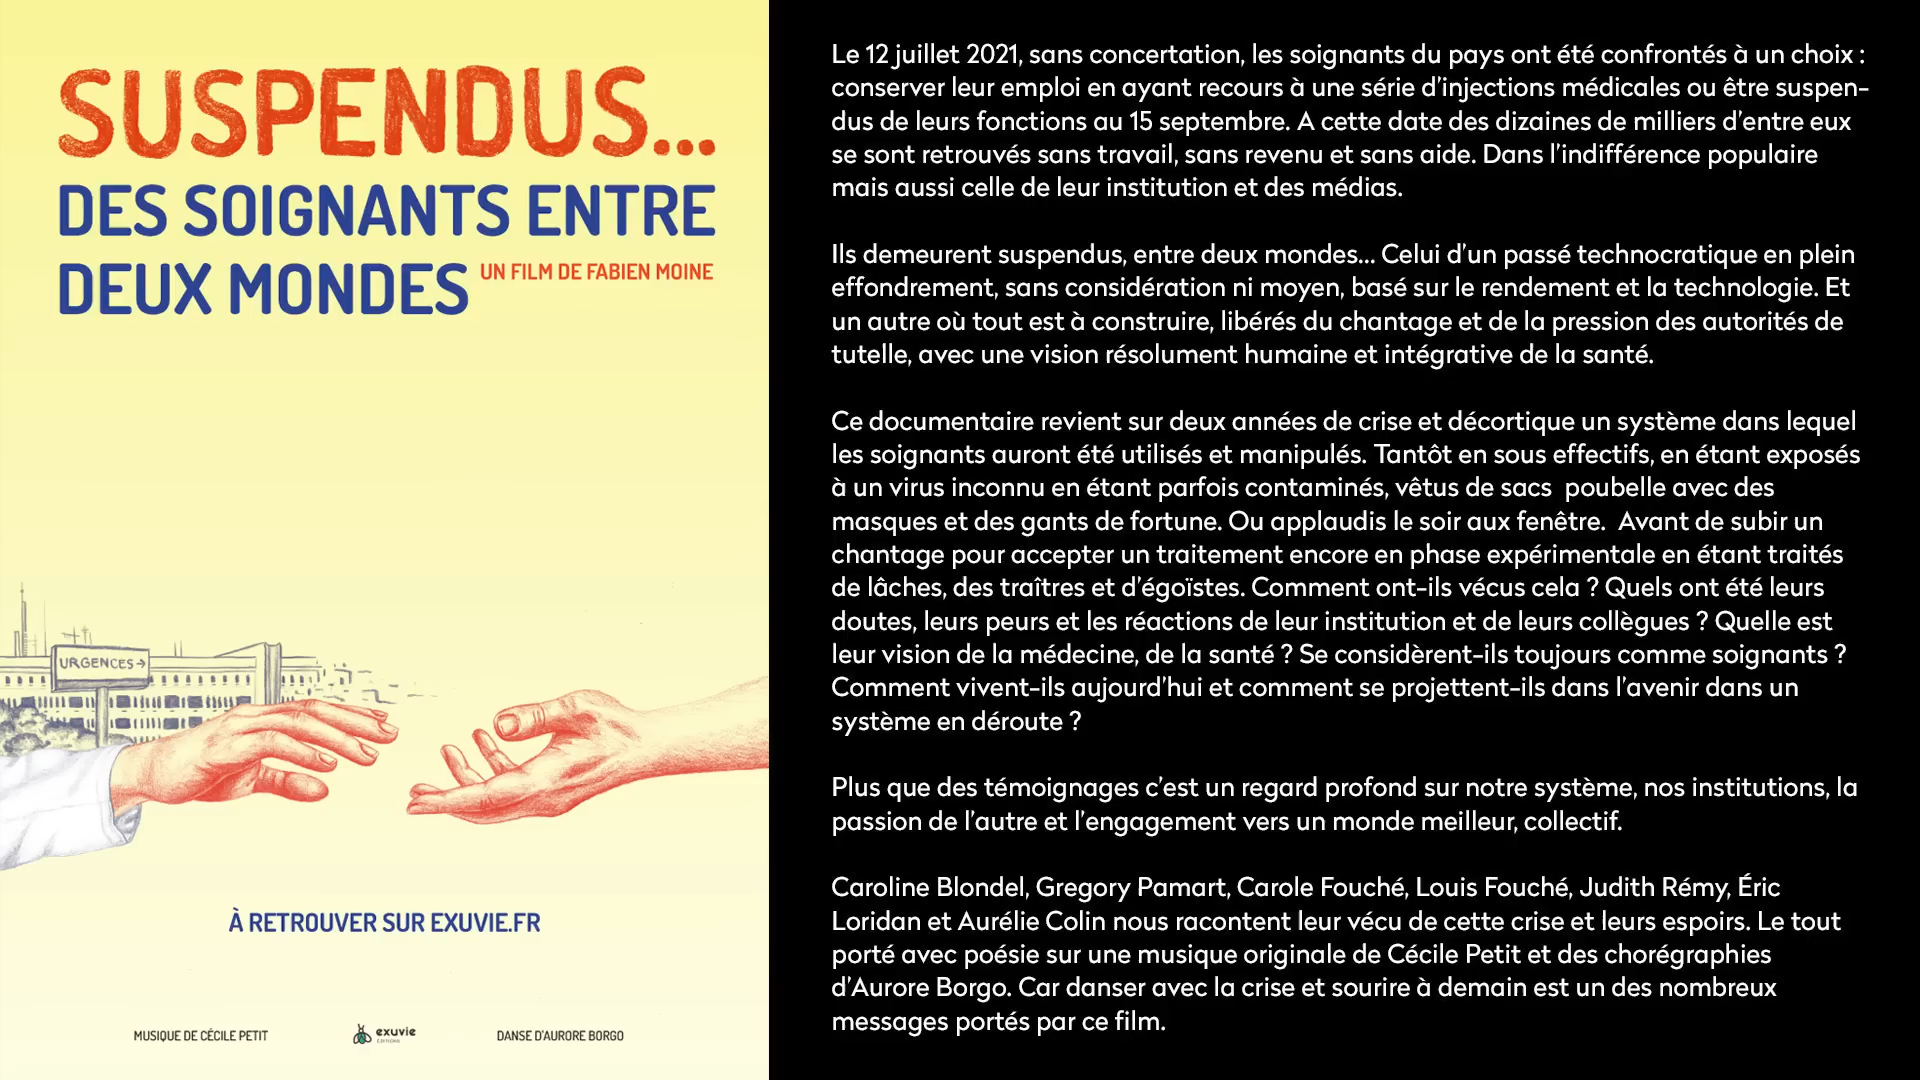 SUSPENDUS...
DES SOIGNANTS ENTRE
DEUX MONDES
UN FILM DE FABIEN MOINE
URGENCES→
À RETROUVER SUR EXUVIE.FR
MUSIQUE DE CÉCILE PETIT
exuvie
ÉDITIONS
DANSE D'AURORE BORGO
Le 12 juillet 2021, sans concertation, les soignants du pays ont été confrontés à un choix :
conserver leur emploi en ayant recours à une série d'injections médicales ou être suspen-
dus de leurs fonctions au 15 septembre. A cette date des dizaines de milliers d'entre eux
se sont retrouvés sans travail, sans revenu et sans aide. Dans l'indifférence populaire
mais aussi celle de leur institution et des médias.
Ils demeurent suspendus, entre deux mondes... Celui d'un passé technocratique en plein
effondrement, sans considération ni moyen, basé sur le rendement et la technologie. Et
un autre où tout est à construire, libérés du chantage et de la pression des autorités de
tutelle, avec une vision résolument humaine et intégrative de la santé.
Ce documentaire revient sur deux années de crise et décortique un système dans lequel
les soignants auront été utilisés et manipulés. Tantôt en sous effectifs, en étant exposés
à un virus inconnu en étant parfois contaminés, vêtus de sacs  poubelle avec des
masques et des gants de fortune. Ou applaudis le soir aux fenêtre.  Avant de subir un
chantage pour accepter un traitement encore en phase expérimentale en étant traités
de lâches, des traîtres et d'égoïstes. Comment ont-ils vécus cela ? Quels ont été leurs
doutes, leurs peurs et les réactions de leur institution et de leurs collègues ? Quelle est
leur vision de la médecine, de la santé ? Se considèrent-ils toujours comme soignants ?
Comment vivent-ils aujourd'hui et comment se projettent-ils dans l'avenir dans un
système en déroute ?
Plus que des témoignages c'est un regard profond sur notre système, nos institutions, la
passion de l'autre et l'engagement vers un monde meilleur, collectif.
Caroline Blondel, Gregory Pamart, Carole Fouché, Louis Fouché, Judith Rémy, Éric
Loridan et Aurélie Colin nous racontent leur vécu de cette crise et leurs espoirs. Le tout
porté avec poésie sur une musique originale de Cécile Petit et des chorégraphies
d'Aurore Borgo. Car danser avec la crise et sourire à demain est un des nombreux
messages portés par ce film.